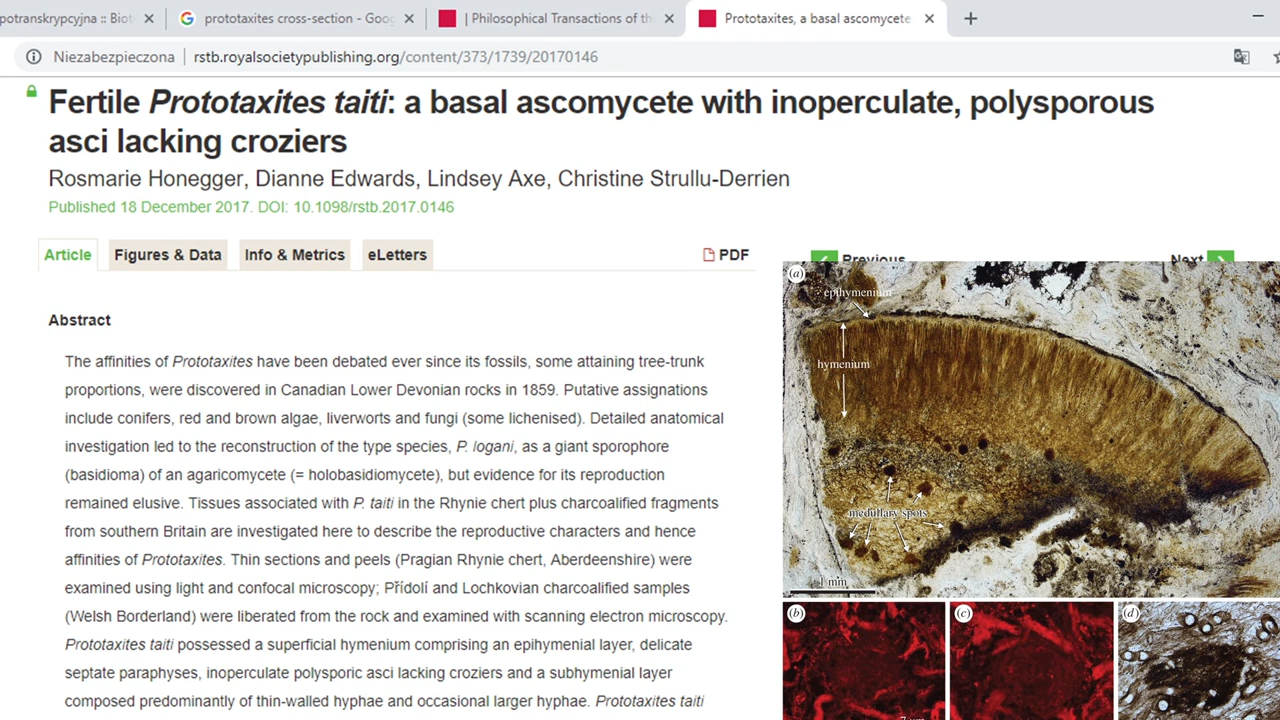 potranskrypcyjna :: Biot
prototaxites cross-section - Goog
| Philosophical Transactions of th
Prototaxites, a basal ascomycete
Niezabezpieczona
rstb.royalsocietypublishing.org/content/373/1739/20170146
Fertile Prototaxites taiti: a basal ascomycete with inoperculate, polysporous
asci lacking croziers
Rosmarie Honegger, Dianne Edwards, Lindsey Axe, Christine Strullu-Derrien
Published 18 December 2017. DOI: 10.1098/rstb.2017.0146
Article Figures & Data Info & Metrics eLetters PDF
Previous Next
Abstract
The affinities of Prototaxites have been debated ever since its fossils, some attaining tree-trunk
proportions, were discovered in Canadian Lower Devonian rocks in 1859. Putative assignations
include conifers, red and brown algae, liverworts and fungi (some lichenised). Detailed anatomical
investigation led to the reconstruction of the type species, P. logani, as a giant sporophore
(basidioma) of an agaricomycete (= holobasidiomycete), but evidence for its reproduction
remained elusive. Tissues associated with P. taiti in the Rhynie chert plus charcoalified fragments
from southern Britain are investigated here to describe the reproductive characters and hence
affinities of Prototaxites. Thin sections and peels (Pragian Rhynie chert, Aberdeenshire) were
examined using light and confocal microscopy; Přídolí and Lochkovian charcoalified samples
(Welsh Borderland) were liberated from the rock and examined with scanning electron microscopy.
Prototaxites taiti possessed a superficial hymenium comprising an epihymenial layer, delicate
septate paraphyses, inoperculate polysporic asci lacking croziers and a subhymenial layer
composed predominantly of thin-walled hyphae and occasional larger hyphae. Prototaxites taiti
(a)
epihymenium
hymenium
medullary spots
1 mm
(b)
(c)
(d)